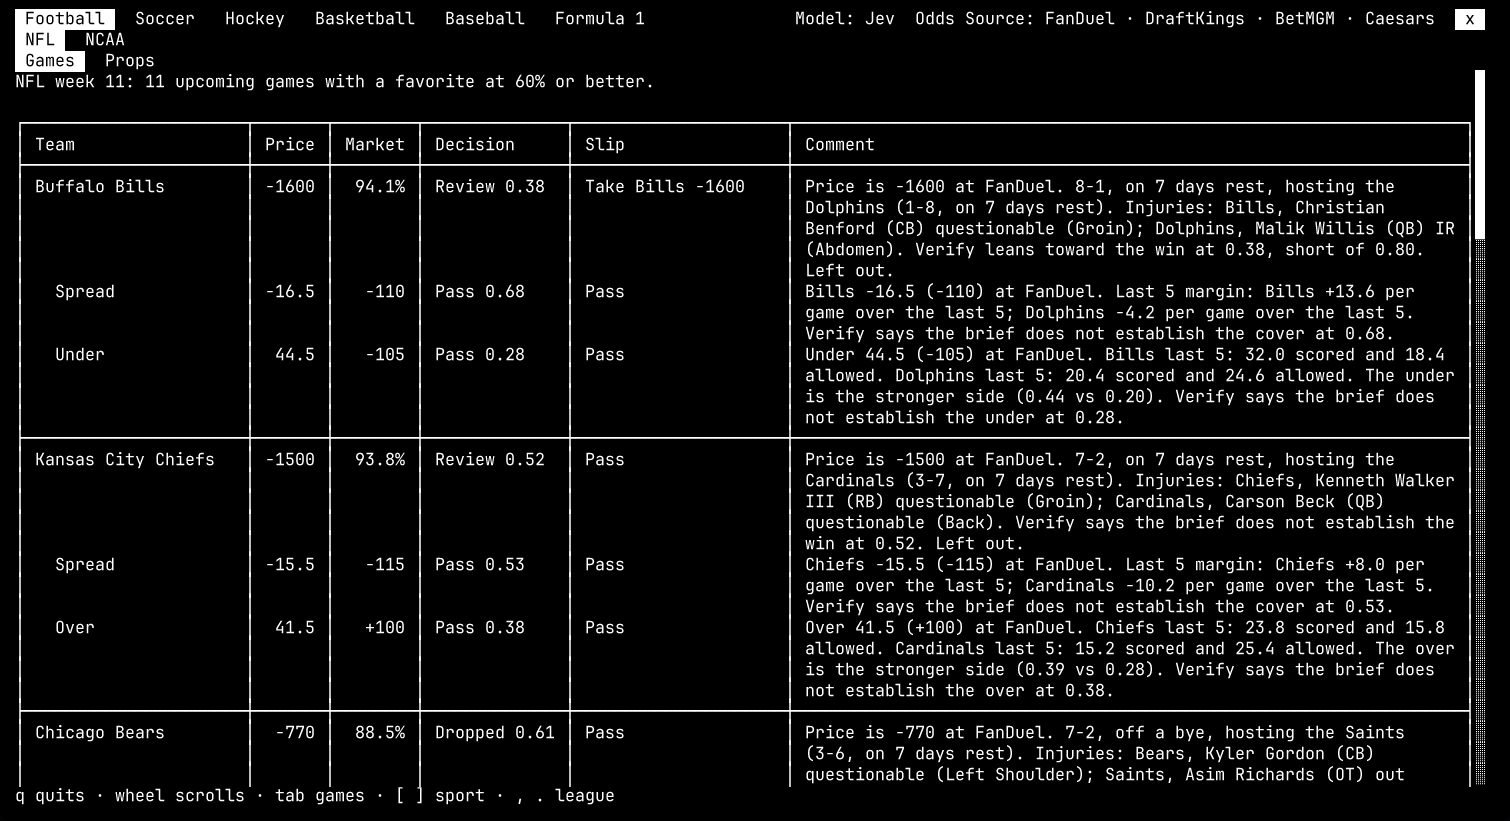 Football Soccer Hockey Basketball Baseball Formula 1 Model: Jev Odds Source: FanDuel · DraftKings · BetMGM · Caesars x
NFL NCAA
Games Props
NFL week 11: 11 upcoming games with a favorite at 60% or better.
Team Price Market Decision Slip Comment
Buffalo Bills -1600 94.1% Review 0.38 Take Bills -1600 Price is -1600 at FanDuel. 8-1, on 7 days rest, hosting the
Dolphins (1-8, on 7 days rest). Injuries: Bills, Christian
Benford (CB) questionable (Groin); Dolphins, Malik Willis (QB) IR
(Abdomen). Verify leans toward the win at 0.38, short of 0.80.
Left out.
Spread -16.5 -110 Pass 0.68 Pass Bills -16.5 (-110) at FanDuel. Last 5 margin: Bills +13.6 per
game over the last 5; Dolphins -4.2 per game over the last 5.
Verify says the brief does not establish the cover at 0.68.
Under 44.5 -105 Pass 0.28 Pass Under 44.5 (-105) at FanDuel. Bills last 5: 32.0 scored and 18.4
allowed. Dolphins last 5: 20.4 scored and 24.6 allowed. The under
is the stronger side (0.44 vs 0.20). Verify says the brief does
not establish the under at 0.28.
Kansas City Chiefs -1500 93.8% Review 0.52 Pass Price is -1500 at FanDuel. 7-2, on 7 days rest, hosting the
Cardinals (3-7, on 7 days rest). Injuries: Chiefs, Kenneth Walker
III (RB) questionable (Groin); Cardinals, Carson Beck (QB)
questionable (Back). Verify says the brief does not establish the
win at 0.52. Left out.
Spread -15.5 -115 Pass 0.53 Pass Chiefs -15.5 (-115) at FanDuel. Last 5 margin: Chiefs +8.0 per
game over the last 5; Cardinals -10.2 per game over the last 5.
Verify says the brief does not establish the cover at 0.53.
Over 41.5 +100 Pass 0.38 Pass Over 41.5 (+100) at FanDuel. Chiefs last 5: 23.8 scored and 15.8
allowed. Cardinals last 5: 15.2 scored and 25.4 allowed. The over
is the stronger side (0.39 vs 0.28). Verify says the brief does
not establish the over at 0.38.
Chicago Bears -770 88.5% Dropped 0.61 Pass Price is -770 at FanDuel. 7-2, off a bye, hosting the Saints
(3-6, on 7 days rest). Injuries: Bears, Kyler Gordon (CB)
questionable (Left Shoulder); Saints, Asim Richards (OT) out
q quits · wheel scrolls · tab games · [ ] sport · , . league